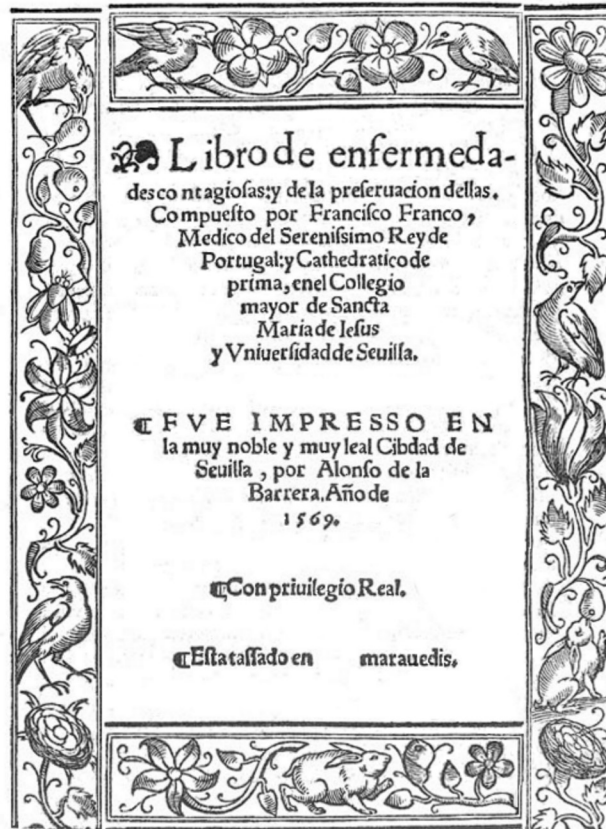 Libro de enfermeda-
des contagiosas: y de la preseruacion dellas.
Compuesto por Francisco Franco,
Medico del Serenissimo Rey de
Portugal: y Cathedratico de
prima, enel Collegio
mayor de Sancta
Maria de Iesus
y Vniuersidad de Seuilla.
¶ FVE IMPRESSO EN
la muy noble y muy leal Cibdad de
Seuilla, por Alonso de la
Barrera, Año de
1569.
¶ Con priuilegio Real.
¶ Esta tassado en marauedis.